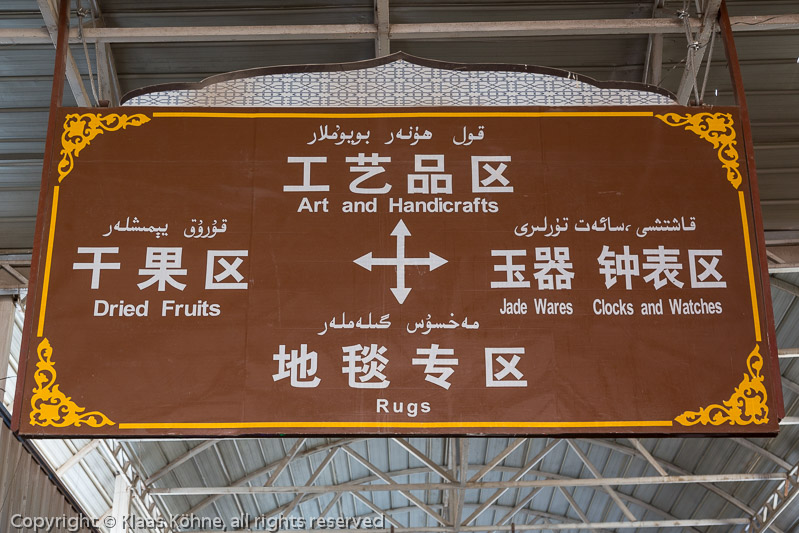 قول ھۈنەر بويۇملار
工艺品区
Art and Handicrafts
قۇرۇق يېمىشلەر
干果区
Dried Fruits
قاشتېشى ،سائەت تۈرلىرى
玉器 钟表区
Jade Wares Clocks and Watches
مەخسۇس گىلەملەر
地毯专区
Rugs
Copyright © Klaas Köhne, all rights reserved